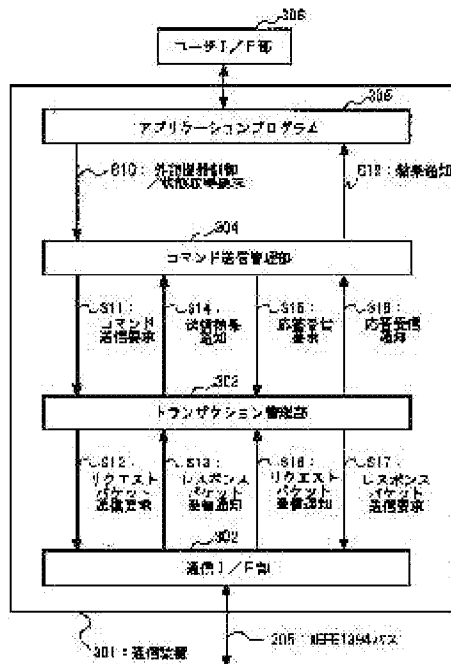 306
ユーザI/F部
305
アプリケーションプログラム
S10：外部機器制御
/状態取得要求
S19：結果通知
304
コマンド送信管理部
S11：
コマンド
送信要求
S14：
送信結果
通知
S15：
応答受信
要求
S18：
応答受信
通知
トランザクション管理部
S12：
リクエスト
パケット
送信要求
S13：
レスポンス
パケット
受信通知
S16：
リクエスト
パケット
受信通知
S17：
レスポンス
パケット
送信要求
302
通信I/F部
301：通信装置
IEEE1394バス